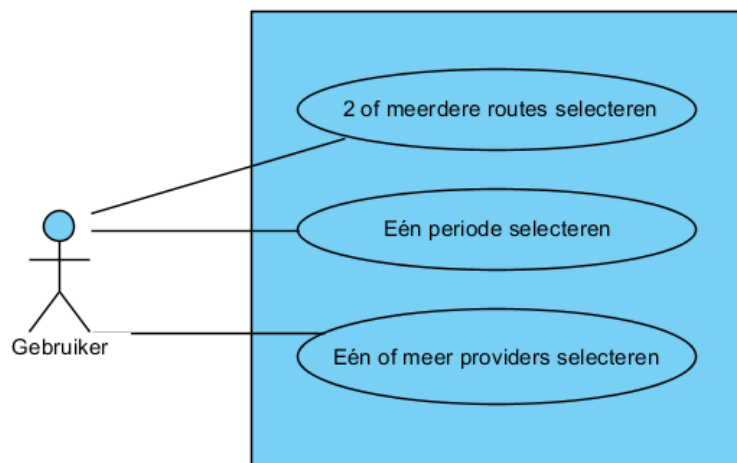 2 of meerdere routes selecteren
Eén periode selecteren
Gebruiker
Eén of meer providers selecteren